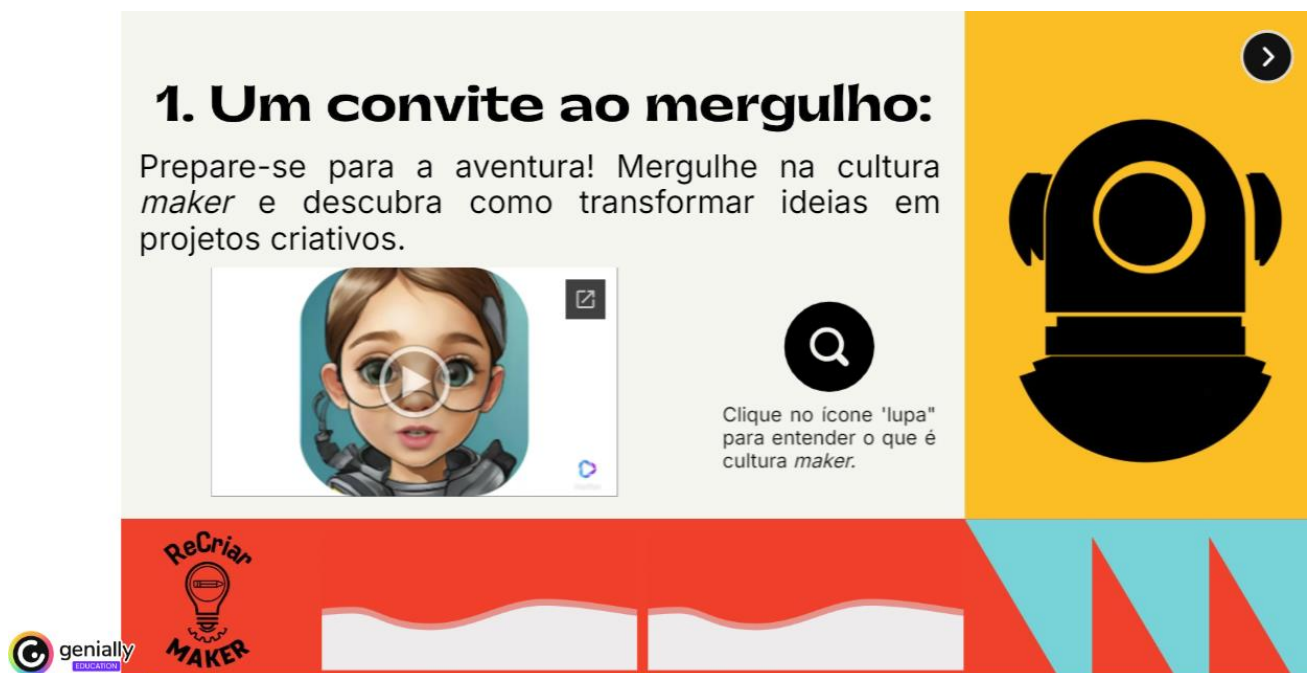 1. Um convite ao mergulho:
Prepare-se para a aventura! Mergulhe na cultura
maker e descubra como transformar ideias em
projetos criativos.
Clique no ícone 'lupa"
para entender o que é
cultura maker.
ReCriar
MAKER
genially
EDUCATION